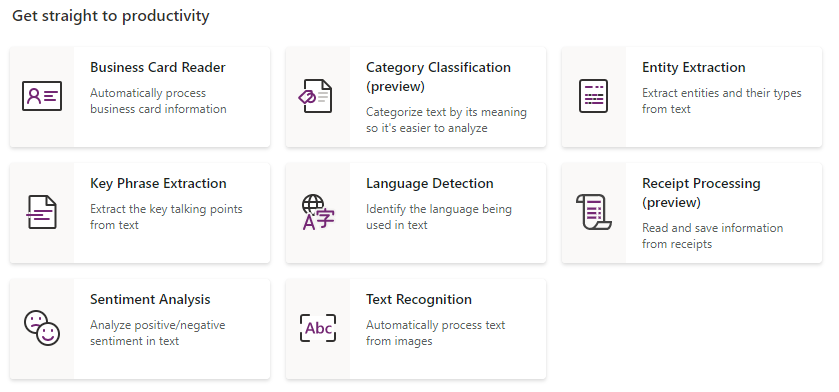 Get straight to productivity
Business Card Reader
Automatically process
business card information
Category Classification
(preview)
Categorize text by its meaning
so it's easier to analyze
Entity Extraction
Extract entities and their types
from text
Key Phrase Extraction
Extract the key talking points
from text
Language Detection
Identify the language being
used in text
A字
Receipt Processing
(preview)
Read and save information
from receipts
Sentiment Analysis
Analyze positive/negative
sentiment in text
Abc
Text Recognition
Automatically process text
from images